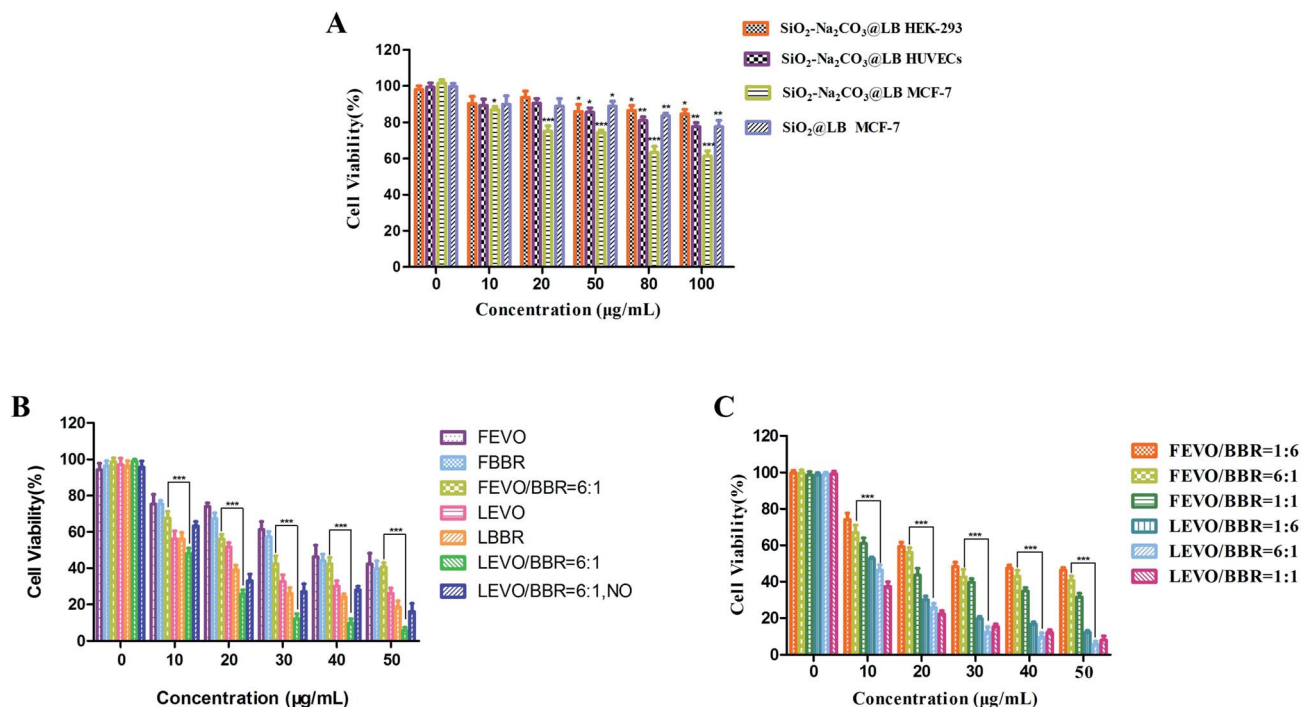 A
SiO₂-Na₂CO₃@LB HEK-293
SiO₂-Na₂CO₃@LB HUVECs
SiO₂-Na₂CO₃@LB MCF-7
SiO₂@LB MCF-7
Cell Viability(%)
120
100
80
60
40
20
0
* * * * * * *
*** *** ** ** ** **
*** ***
0 10 20 50 80 100
Concentration (µg/mL)
B
Cell Viability(%)
120
100
80
60
40
20
0
*** *** *** *** ***
0 10 20 30 40 50
Concentration (µg/mL)
FEVO
FBBR
FEVO/BBR=6:1
LEVO
LBBR
LEVO/BBR=6:1
LEVO/BBR=6:1,NO
C
Cell Viability(%)
120
100
80
60
40
20
0
*** *** *** *** ***
0 10 20 30 40 50
Concentration (µg/mL)
FEVO/BBR=1:6
FEVO/BBR=6:1
FEVO/BBR=1:1
LEVO/BBR=1:6
LEVO/BBR=6:1
LEVO/BBR=1:1